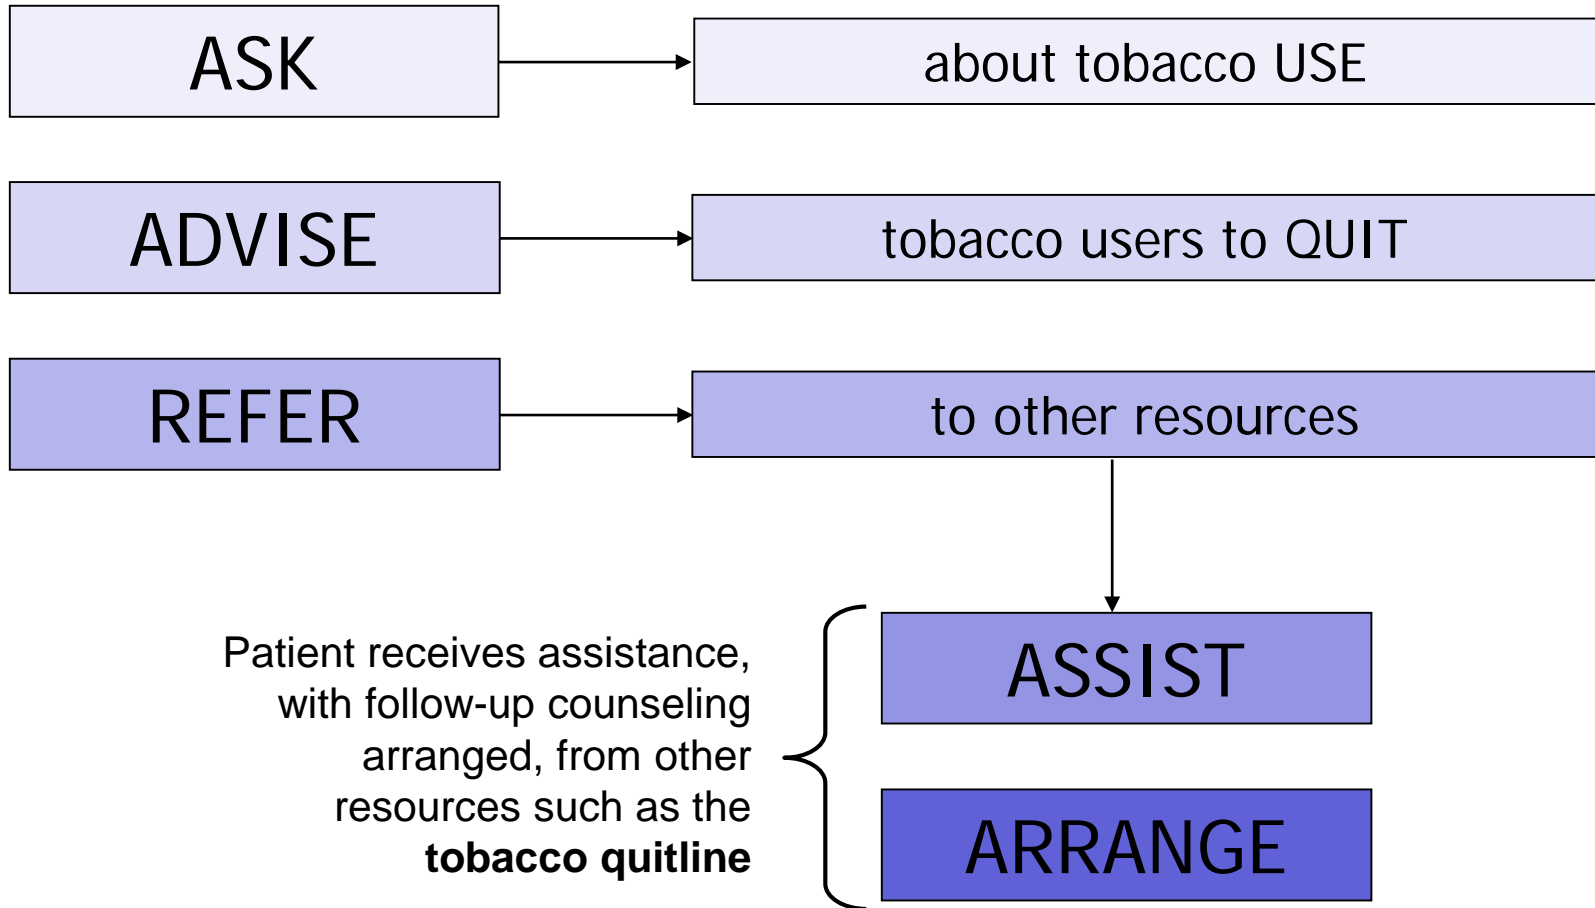 ASK
about tobacco USE
ADVISE
tobacco users to QUIT
REFER
to other resources
Patient receives assistance,
with follow-up counseling
arranged, from other
resources such as the
tobacco quitline
ASSIST
ARRANGE